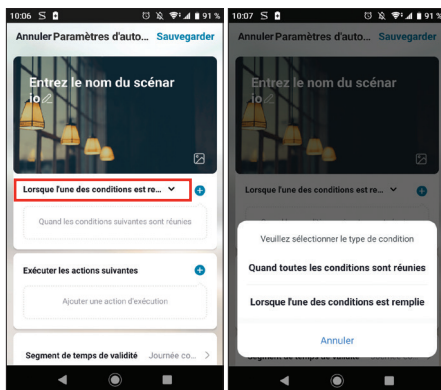 10:06 S 91 %
Annuler Paramètres d'auto... Sauvegarder
Entrez le nom du scénar
io
Lorsque l'une des conditions est re...
Quand les conditions suivantes sont réunies
Exécuter les actions suivantes
Ajouter une action d'exécution
Segment de temps de validité Journée co...
10:07 S 91 %
Annuler Paramètres d'auto... Sauvegarder
Entrez le nom du scénar
io
Lorsque l'une des conditions est re...
Veuillez sélectionner le type de condition
Quand toutes les conditions sont réunies
Lorsque l'une des conditions est remplie
Annuler
Segment de temps de validité Journée co...